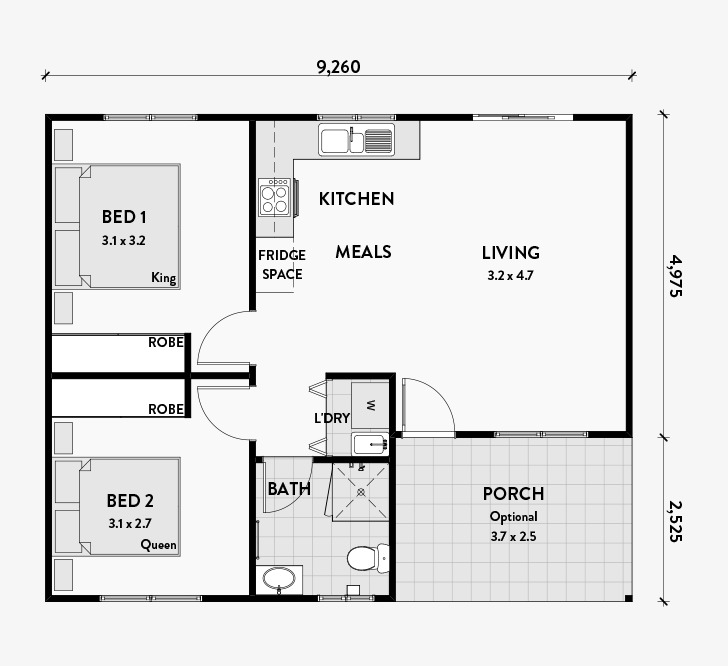 9,260
BED 1
3.1 x 3.2
King
ROBE
KITCHEN
MEALS
FRIDGE
SPACE
LIVING
3.2 x 4.7
4,975
ROBE
L'DRY
W
BED 2
3.1 x 2.7
Queen
BATH
PORCH
Optional
3.7 x 2.5
2,525